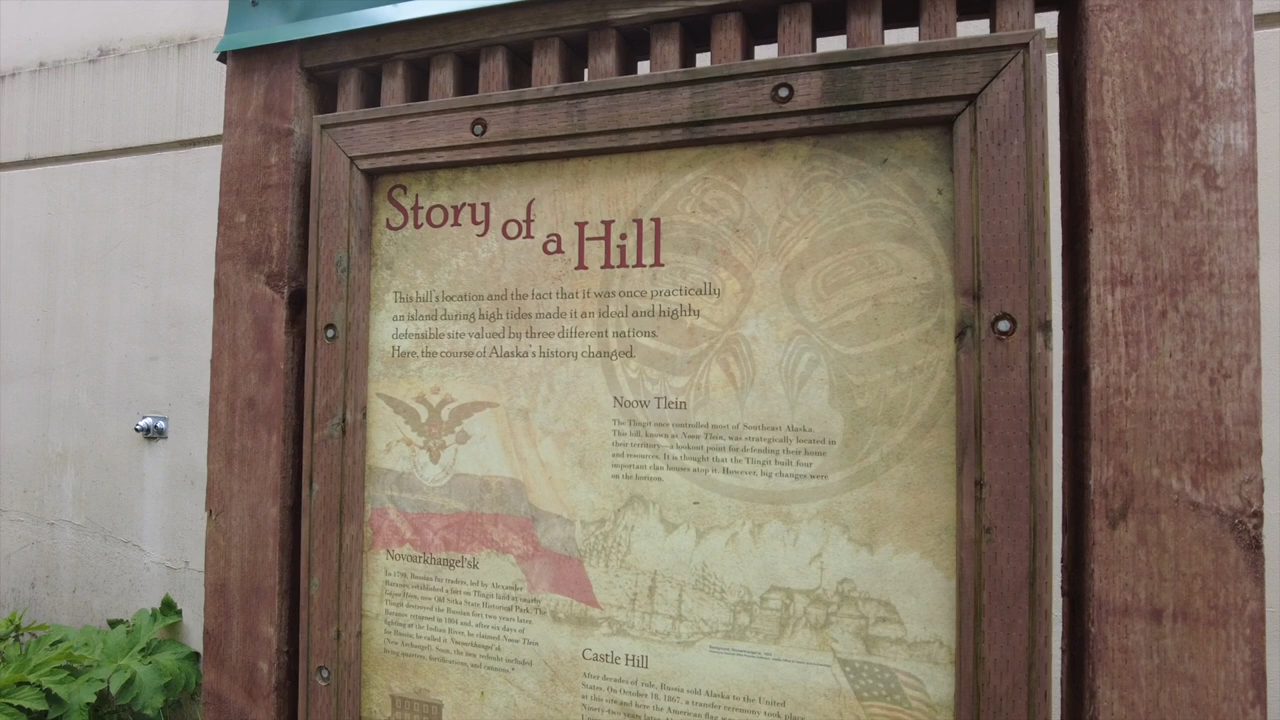 Story of a Hill
This hill's location and the fact that it was once practically
an island during high tides made it an ideal and highly
defensible site valued by three different nations.
Here, the course of Alaska's history changed.
Noow Tlein
The Tlingit once controlled most of Southeast Alaska.
This hill, known as Noow Tlein, was strategically located in
their territory—a lookout point for defending their home
and resources. It is thought that the Tlingit built four
important clan houses atop it. However, big changes were
on the horizon.
Novoarkhangel'sk
In 1799, Russian fur traders, led by Alexander
Baranov, established a fort on Tlingit land at nearby
Gájaa Héen, now Old Sitka State Historical Park. The
Tlingit destroyed the Russian fort two years later.
Baranov returned in 1804 and, after six days of
fighting at the Indian River, he claimed Noow Tlein
for Russia; he called it Novoarkhangel'sk
(New Archangel). Soon, the new redoubt included
living quarters, fortifications, and cannons.
Castle Hill
After decades of rule, Russia sold Alaska to the United
States. On October 18, 1867, a transfer ceremony took place
at this site and here the American flag was
Ninety-two years later,